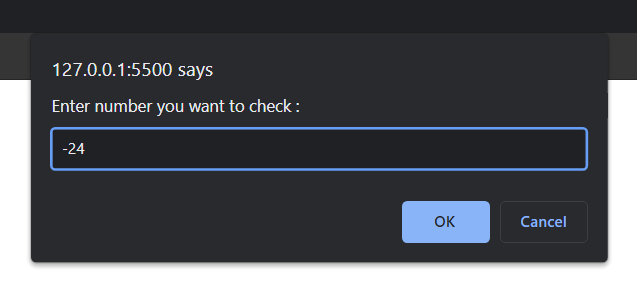 127.0.0.1:5500 says
Enter number you want to check :
-24
OK
Cancel